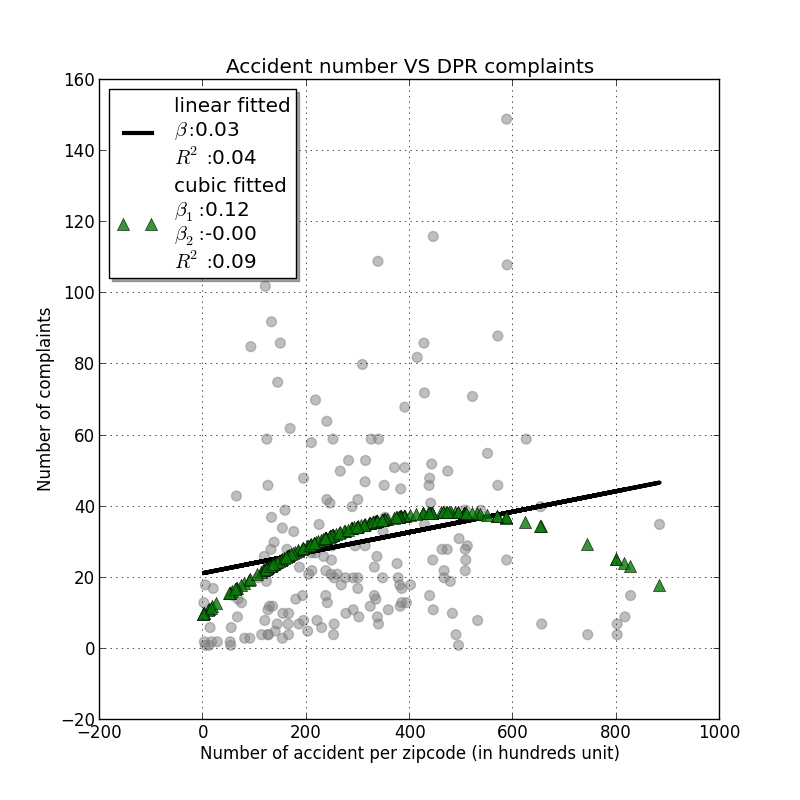 Accident number VS DPR complaints
160
140
120
100
80
60
40
20
0
−20
Number of complaints
linear fitted
β:0.03
R² :0.04
cubic fitted
β₁ :0.12
β₂ :-0.00
R² :0.09
−200 0 200 400 600 800 1000
Number of accident per zipcode (in hundreds unit)